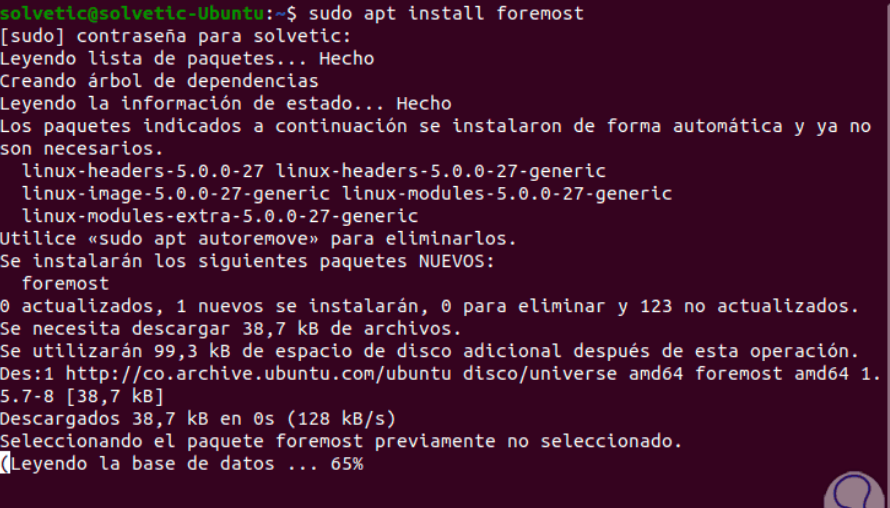 solvetic@solvetic-Ubuntu:~$ sudo apt install foremost
[sudo] contraseña para solvetic:
Leyendo lista de paquetes... Hecho
Creando árbol de dependencias
Leyendo la información de estado... Hecho
Los paquetes indicados a continuación se instalaron de forma automática y ya no
son necesarios.
  linux-headers-5.0.0-27 linux-headers-5.0.0-27-generic
  linux-image-5.0.0-27-generic linux-modules-5.0.0-27-generic
  linux-modules-extra-5.0.0-27-generic
Utilice «sudo apt autoremove» para eliminarlos.
Se instalarán los siguientes paquetes NUEVOS:
  foremost
0 actualizados, 1 nuevos se instalarán, 0 para eliminar y 123 no actualizados.
Se necesita descargar 38,7 kB de archivos.
Se utilizarán 99,3 kB de espacio de disco adicional después de esta operación.
Des:1 http://co.archive.ubuntu.com/ubuntu disco/universe amd64 foremost amd64 1.
5.7-8 [38,7 kB]
Descargados 38,7 kB en 0s (128 kB/s)
Seleccionando el paquete foremost previamente no seleccionado.
(Leyendo la base de datos ... 65%